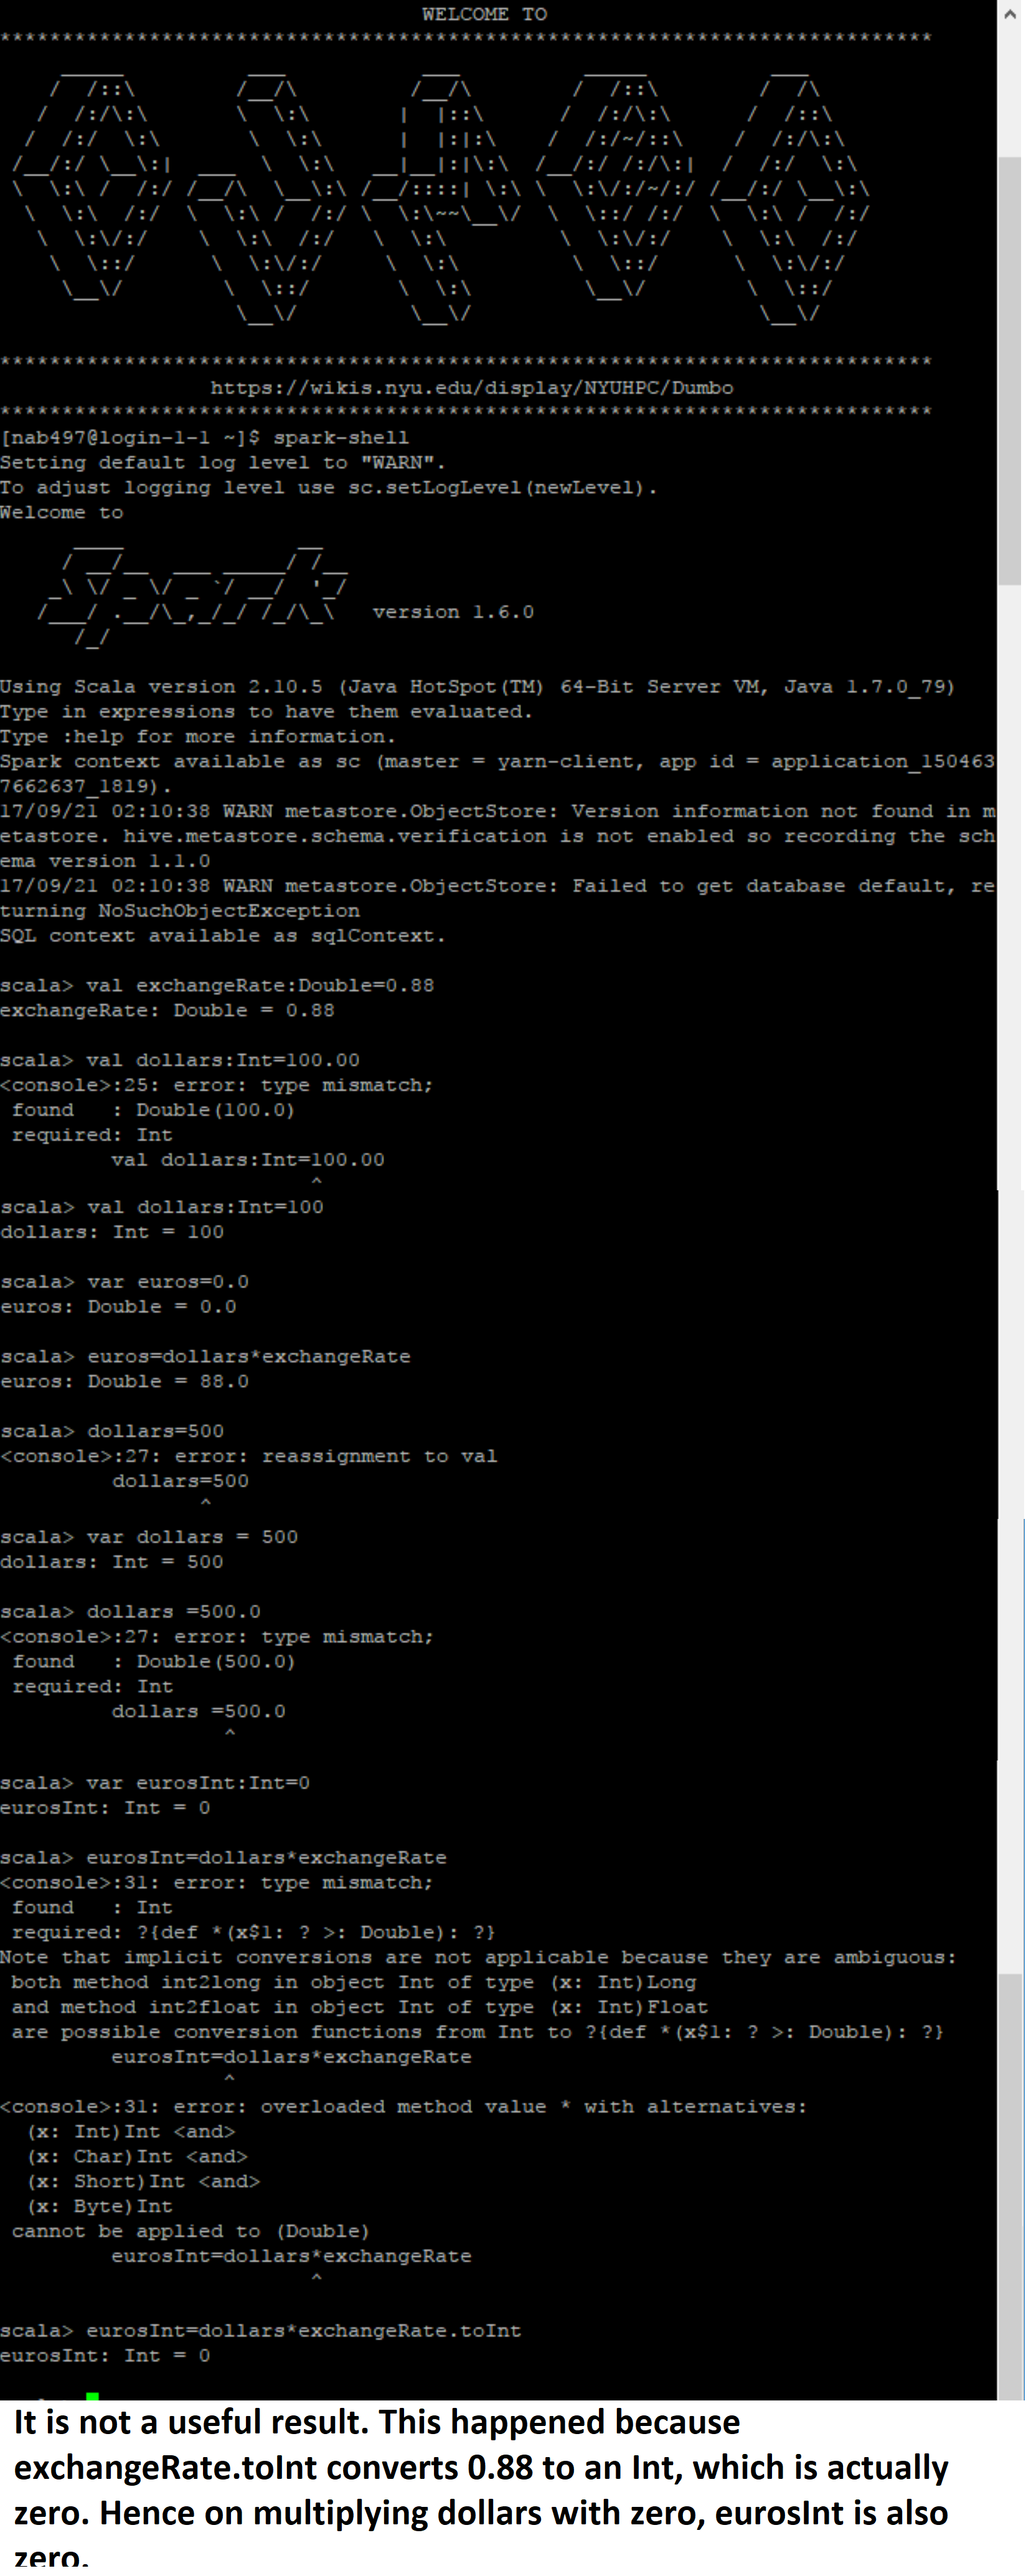 WELCOME TO
***************************************************************************
***************************************************************************
https://wikis.nyu.edu/display/NYUHPC/Dumbo
***************************************************************************
[nab497@login-1-1 ~]$ spark-shell
Setting default log level to "WARN".
To adjust logging level use sc.setLogLevel(newLevel).
Welcome to
Spark version 1.6.0
Using Scala version 2.10.5 (Java HotSpot(TM) 64-Bit Server VM, Java 1.7.0_79)
Type in expressions to have them evaluated.
Type :help for more information.
Spark context available as sc (master = yarn-client, app id = application_150463
7662637_1819).
17/09/21 02:10:38 WARN metastore.ObjectStore: Version information not found in m
etastore. hive.metastore.schema.verification is not enabled so recording the sch
ema version 1.1.0
17/09/21 02:10:38 WARN metastore.ObjectStore: Failed to get database default, re
turning NoSuchObjectException
SQL context available as sqlContext.
scala> val exchangeRate:Double=0.88
exchangeRate: Double = 0.88
scala> val dollars:Int=100.00
<console>:25: error: type mismatch;
found   : Double(100.0)
required: Int
val dollars:Int=100.00
^
scala> val dollars:Int=100
dollars: Int = 100
scala> var euros=0.0
euros: Double = 0.0
scala> euros=dollars*exchangeRate
euros: Double = 88.0
scala> dollars=500
<console>:27: error: reassignment to val
dollars=500
^
scala> var dollars = 500
dollars: Int = 500
scala> dollars =500.0
<console>:27: error: type mismatch;
found   : Double(500.0)
required: Int
dollars =500.0
^
scala> var eurosInt:Int=0
eurosInt: Int = 0
scala> eurosInt=dollars*exchangeRate
<console>:31: error: type mismatch;
found   : Int
required: ?{def *(x$1: ? >: Double): ?}
Note that implicit conversions are not applicable because they are ambiguous:
both method int2long in object Int of type (x: Int)Long
and method int2float in object Int of type (x: Int)Float
are possible conversion functions from Int to ?{def *(x$1: ? >: Double): ?}
eurosInt=dollars*exchangeRate
^
<console>:31: error: overloaded method value * with alternatives:
(x: Int)Int <and>
(x: Char)Int <and>
(x: Short)Int <and>
(x: Byte)Int
cannot be applied to (Double)
eurosInt=dollars*exchangeRate
^
scala> eurosInt=dollars*exchangeRate.toInt
eurosInt: Int = 0
It is not a useful result. This happened because
exchangeRate.toInt converts 0.88 to an Int, which is actually
zero. Hence on multiplying dollars with zero, eurosInt is also
zero.